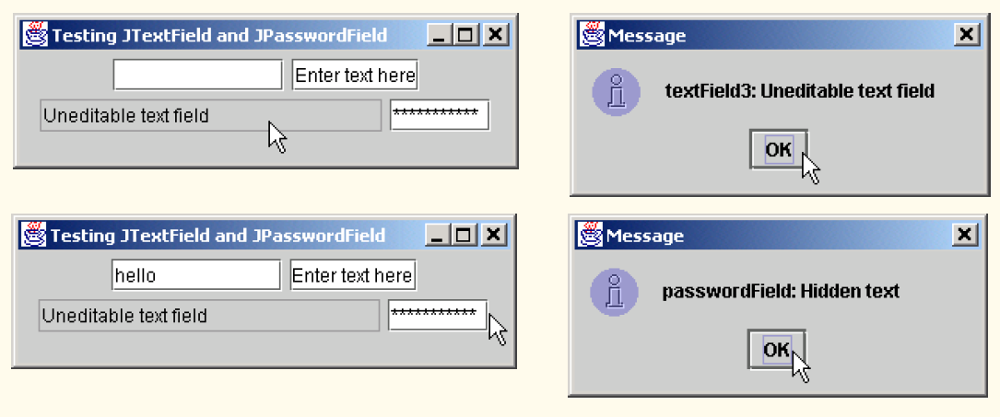 Testing JTextField and JPasswordField
Enter text here
Uneditable text field ***********
Message
textField3: Uneditable text field
OK
Testing JTextField and JPasswordField
hello Enter text here
Uneditable text field ***********
Message
passwordField: Hidden text
OK